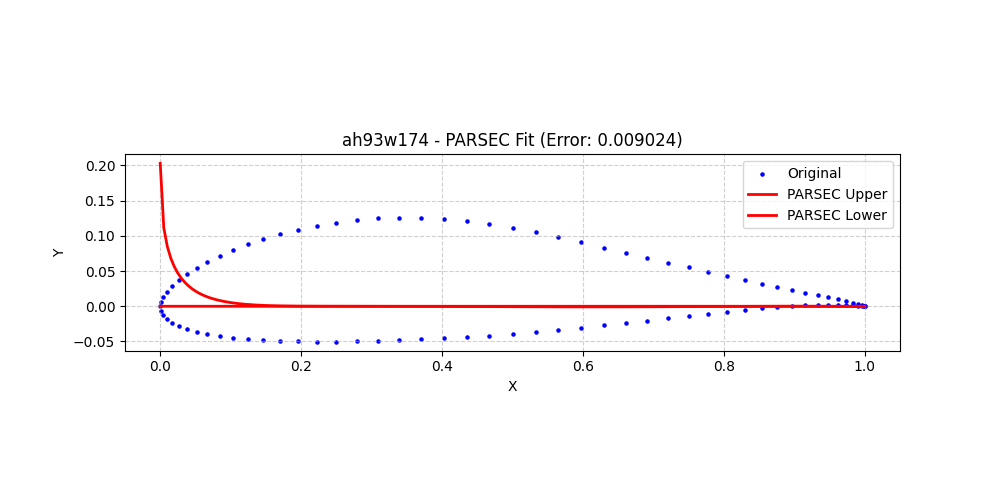 ah93w174 - PARSEC Fit (Error: 0.009024)
Original
PARSEC Upper
PARSEC Lower
Y
0.20
0.15
0.10
0.05
0.00
−0.05
0.0 0.2 0.4 0.6 0.8 1.0
X